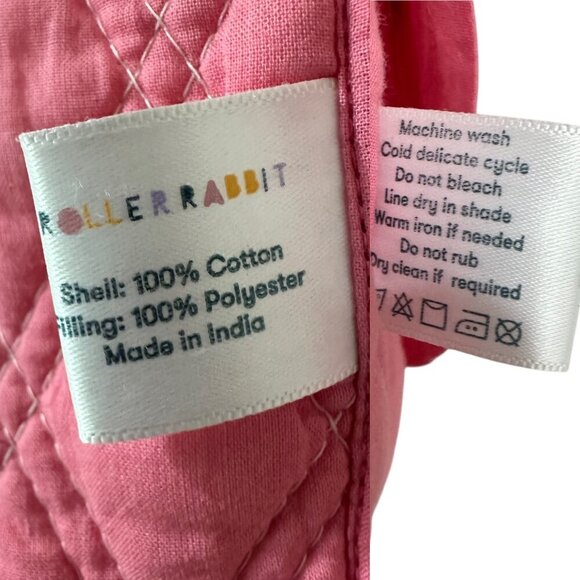 ROLLERRABBIT
Shell: 100% Cotton
Filling: 100% Polyester
Made in India
Machine wash
Cold delicate cycle
Do not bleach
Line dry in shade
Warm iron if needed
Do not rub
Dry clean if required